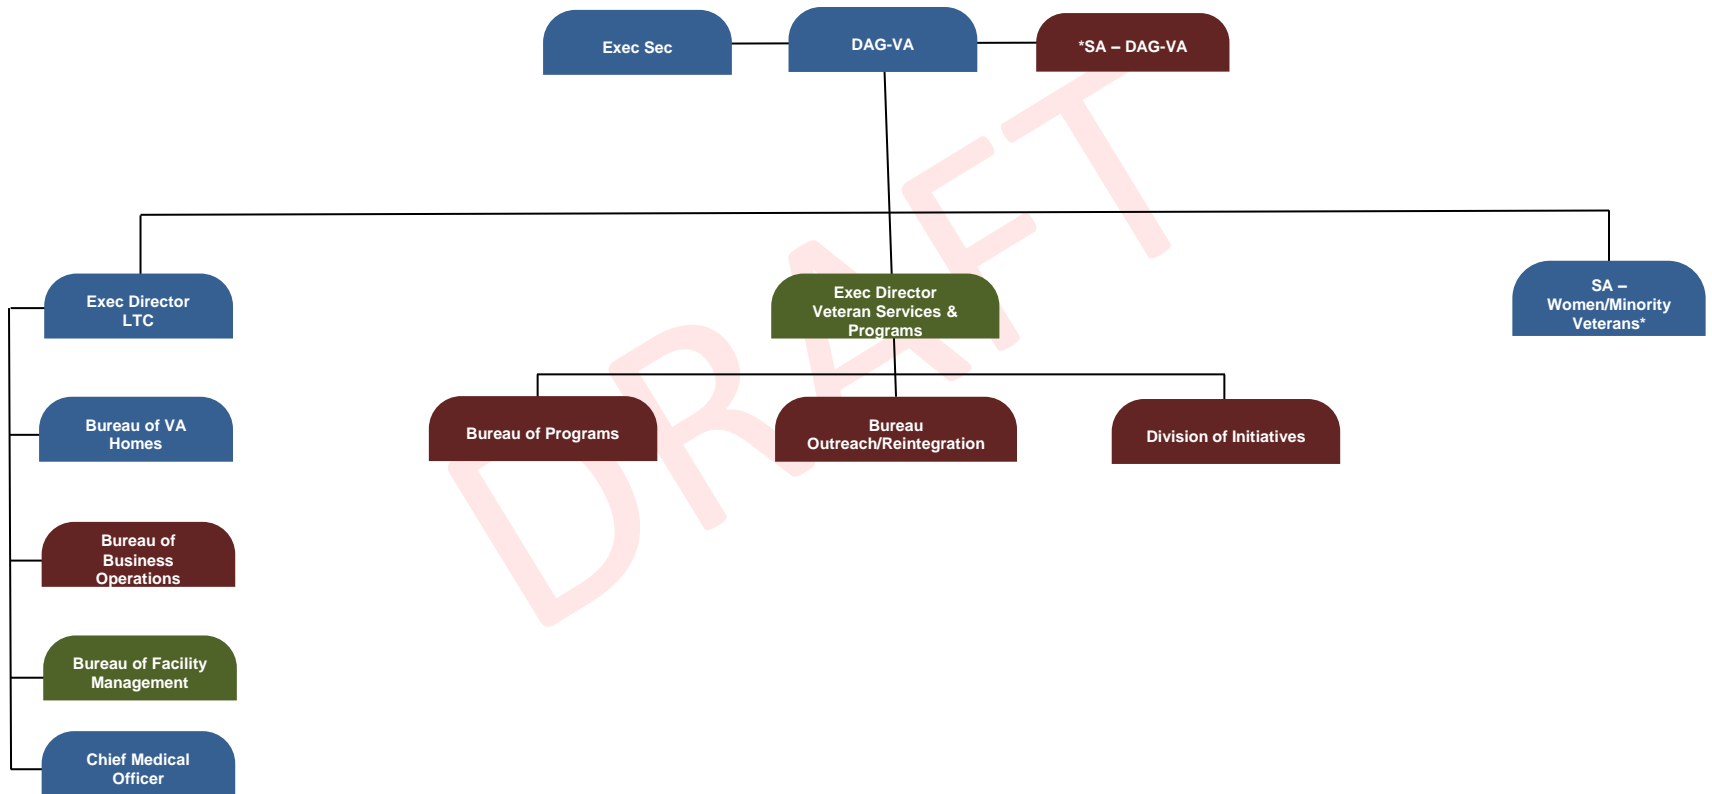 Exec Sec
DAG-VA
*SA – DAG-VA
Exec Director
LTC
Exec Director
Veteran Services &
Programs
SA –
Women/Minority
Veterans*
Bureau of VA
Homes
Bureau of Programs
Bureau
Outreach/Reintegration
Division of Initiatives
Bureau of
Business
Operations
Bureau of Facility
Management
Chief Medical
Officer
DRAFT